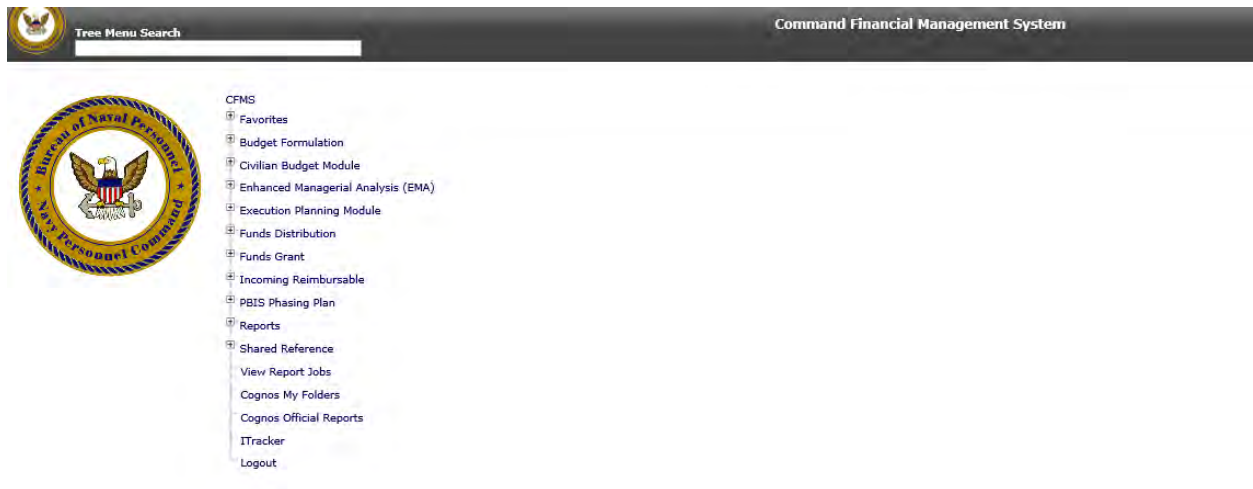 Tree Menu Search
Command Financial Management System
Bureau of Naval Personnel
Navy Personnel Command
CFMS
Favorites
Budget Formulation
Civilian Budget Module
Enhanced Managerial Analysis (EMA)
Execution Planning Module
Funds Distribution
Funds Grant
Incoming Reimbursable
PBIS Phasing Plan
Reports
Shared Reference
View Report Jobs
Cognos My Folders
Cognos Official Reports
ITracker
Logout